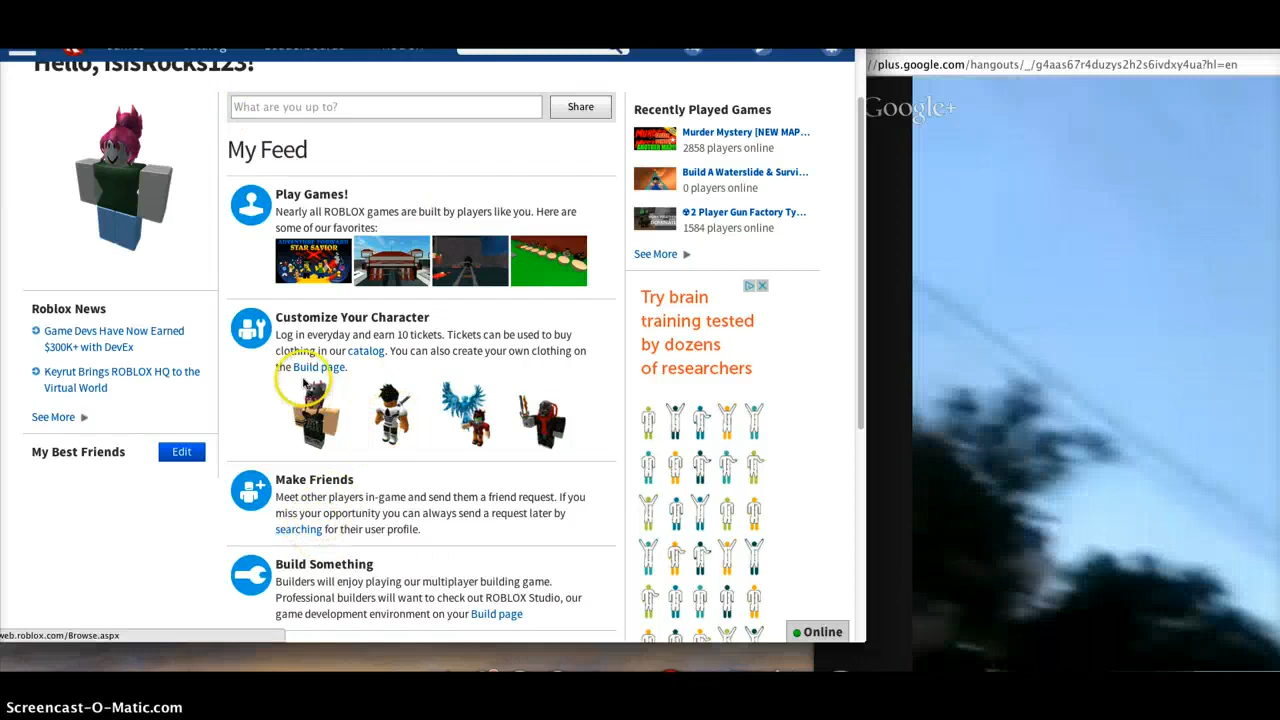 Hello, IsisRocks123!
What are you up to?
Share
My Feed
Play Games!
Nearly all ROBLOX games are built by players like you. Here are
some of our favorites:
ADVENTURE FORWARD
STAR SAVIOR
Customize Your Character
Log in everyday and earn 10 tickets. Tickets can be used to buy
clothing in our catalog. You can also create your own clothing on
the Build page.
Make Friends
Meet other players in-game and send them a friend request. If you
miss your opportunity you can always send a request later by
searching for their user profile.
Build Something
Builders will enjoy playing our multiplayer building game.
Professional builders will want to check out ROBLOX Studio, our
game development environment on your Build page
Roblox News
Game Devs Have Now Earned
$300K+ with DevEx
Keyrut Brings ROBLOX HQ to the
Virtual World
See More
My Best Friends
Edit
Recently Played Games
Murder Mystery [NEW MAP...
2858 players online
Build A Waterslide & Survi...
0 players online
☢2 Player Gun Factory Ty...
1584 players online
See More
Try brain
training tested
by dozens
of researchers
Online
web.roblox.com/Browse.aspx
//plus.google.com/hangouts/_/g4aas67r4duzys2h2s6ivdxy4ua?hl=en
Google+
Screencast-O-Matic.com